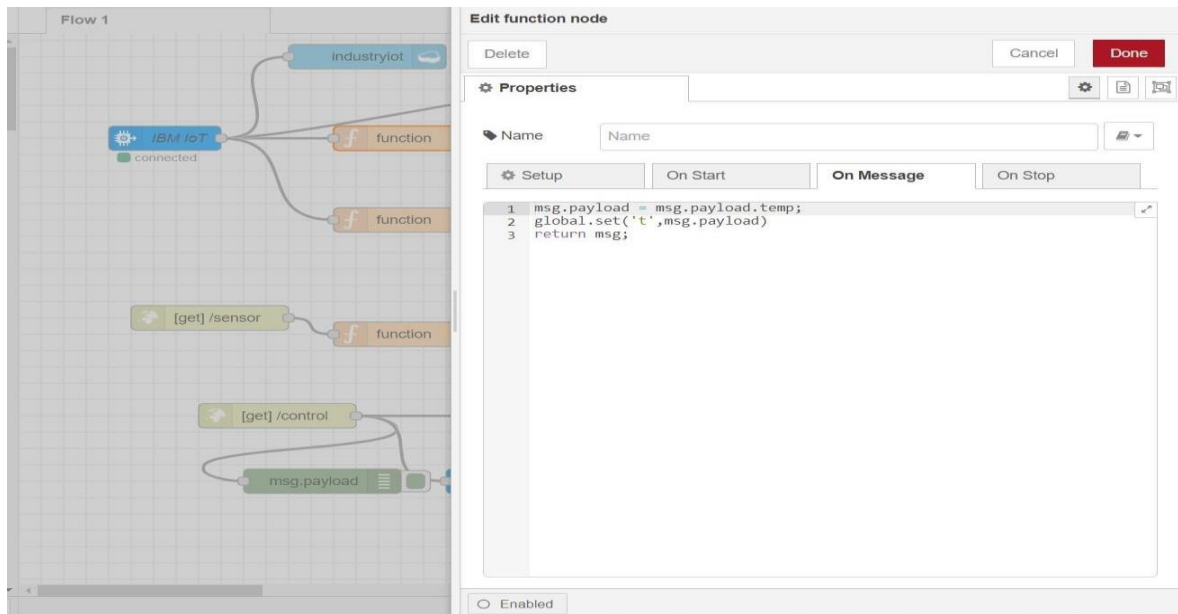 Flow 1
industryiot
IBM IoT
connected
function
function
[get] /sensor
function
[get] /control
msg.payload
Edit function node
Delete
Cancel
Done
Properties
Name
Name
Setup
On Start
On Message
On Stop
1 msg.payload = msg.payload.temp;
2 global.set('t',msg.payload)
3 return msg;
Enabled